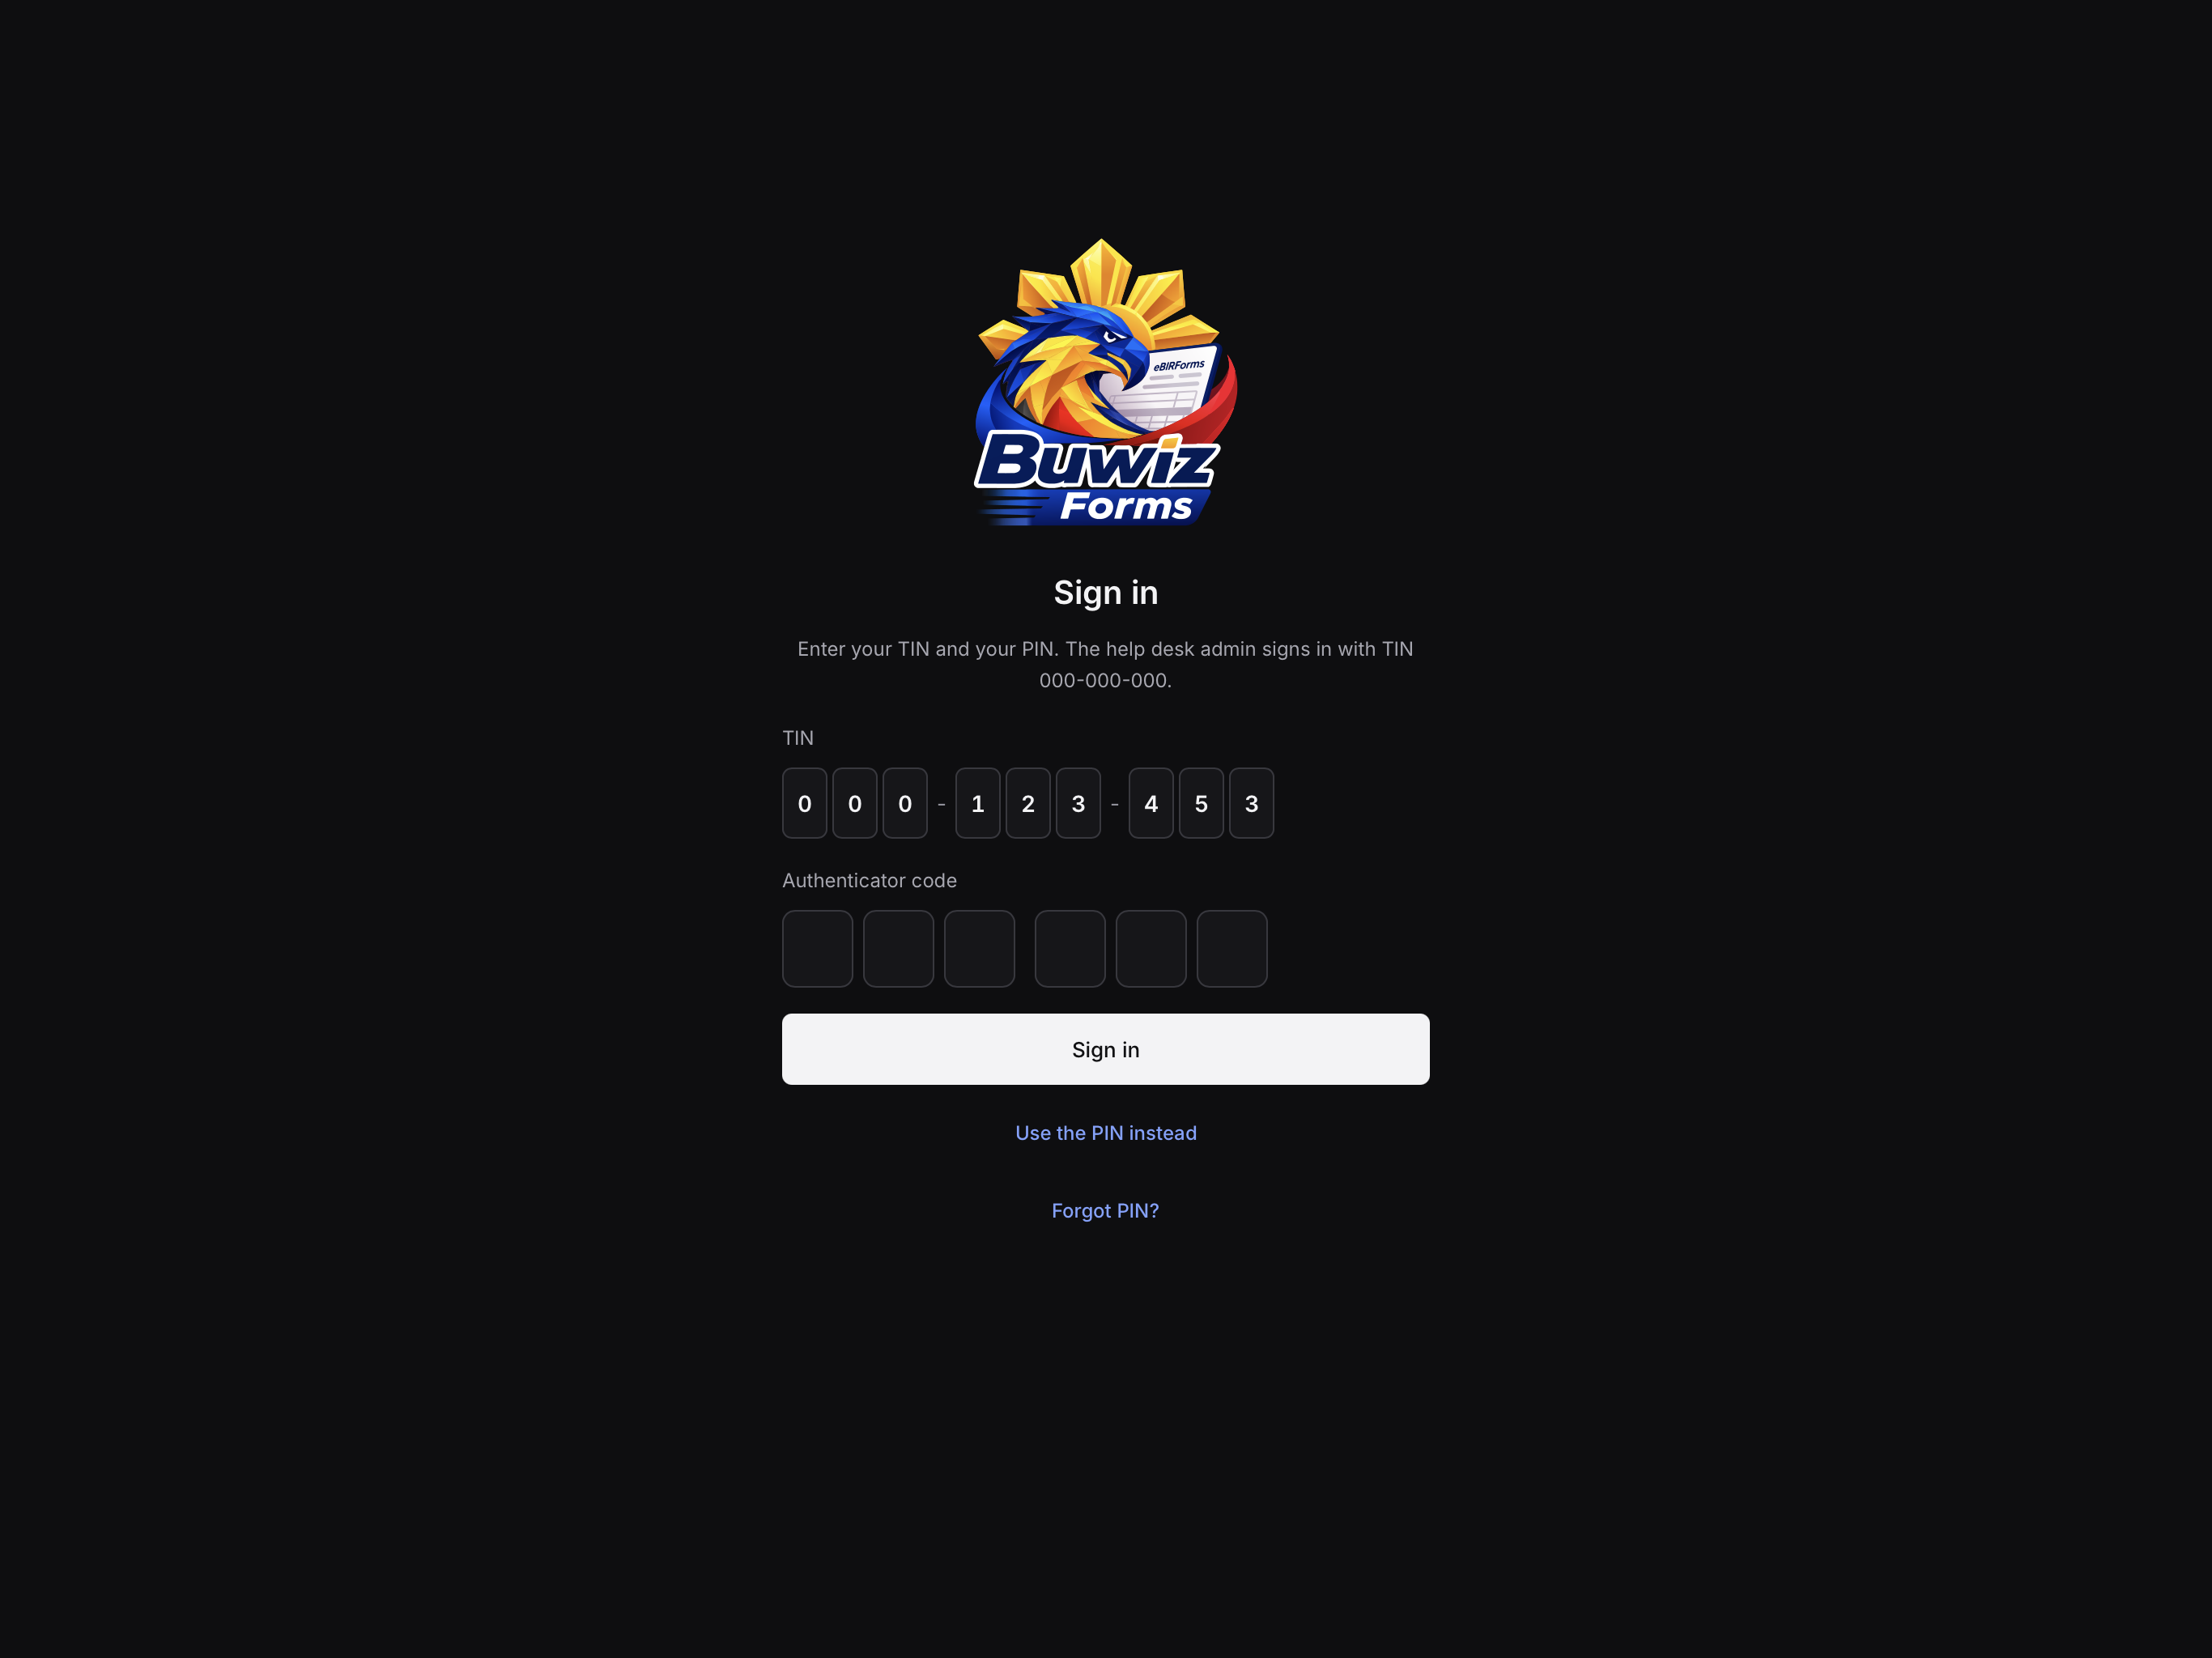 eBIRForms
Buwiz
Forms
Sign in
Enter your TIN and your PIN. The help desk admin signs in with TIN
000-000-000.
TIN
0 0 0 - 1 2 3 - 4 5 3
Authenticator code
Sign in
Use the PIN instead
Forgot PIN?